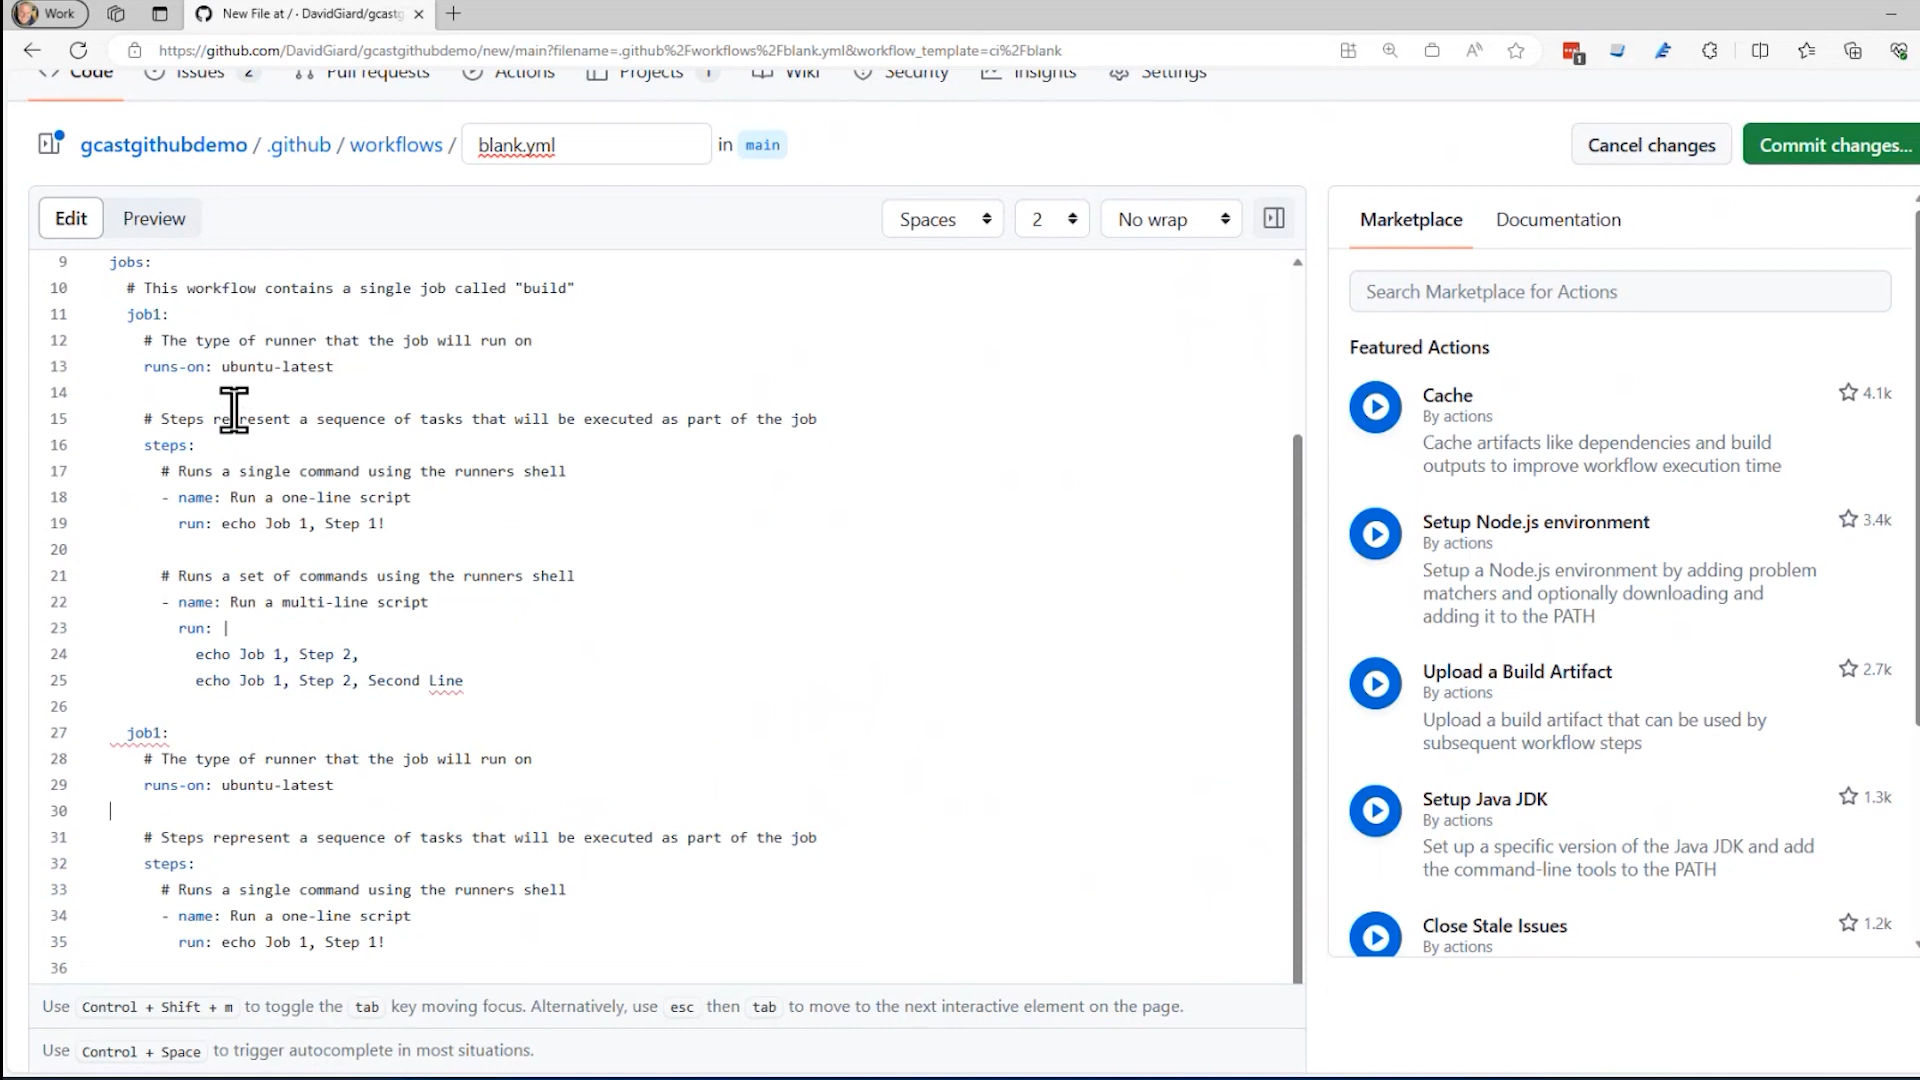 Work
New File at / · DavidGiard/gcastg
https://github.com/DavidGiard/gcastgithubdemo/new/main?filename=.github%2Fworkflows%2Fblank.yml&workflow_template=ci%2Fblank
1
Code Issues 2 Pull requests Actions Projects 1 Wiki Security Insights Settings
gcastgithubdemo / .github / workflows / blank.yml in main
Cancel changes
Commit changes...
Edit
Preview
Spaces
2
No wrap
9 jobs:
10 # This workflow contains a single job called "build"
11 job1:
12 # The type of runner that the job will run on
13 runs-on: ubuntu-latest
14
15 # Steps represent a sequence of tasks that will be executed as part of the job
16 steps:
17 # Runs a single command using the runners shell
18 - name: Run a one-line script
19 run: echo Job 1, Step 1!
20
21 # Runs a set of commands using the runners shell
22 - name: Run a multi-line script
23 run: |
24 echo Job 1, Step 2,
25 echo Job 1, Step 2, Second Line
26
27 job1:
28 # The type of runner that the job will run on
29 runs-on: ubuntu-latest
30
31 # Steps represent a sequence of tasks that will be executed as part of the job
32 steps:
33 # Runs a single command using the runners shell
34 - name: Run a one-line script
35 run: echo Job 1, Step 1!
36
Use Control + Shift + m to toggle the tab key moving focus. Alternatively, use esc then tab to move to the next interactive element on the page.
Use Control + Space to trigger autocomplete in most situations.
Marketplace
Documentation
Search Marketplace for Actions
Featured Actions
Cache
4.1k
By actions
Cache artifacts like dependencies and build
outputs to improve workflow execution time
Setup Node.js environment
3.4k
By actions
Setup a Node.js environment by adding problem
matchers and optionally downloading and
adding it to the PATH
Upload a Build Artifact
2.7k
By actions
Upload a build artifact that can be used by
subsequent workflow steps
Setup Java JDK
1.3k
By actions
Set up a specific version of the Java JDK and add
the command-line tools to the PATH
Close Stale Issues
1.2k
By actions